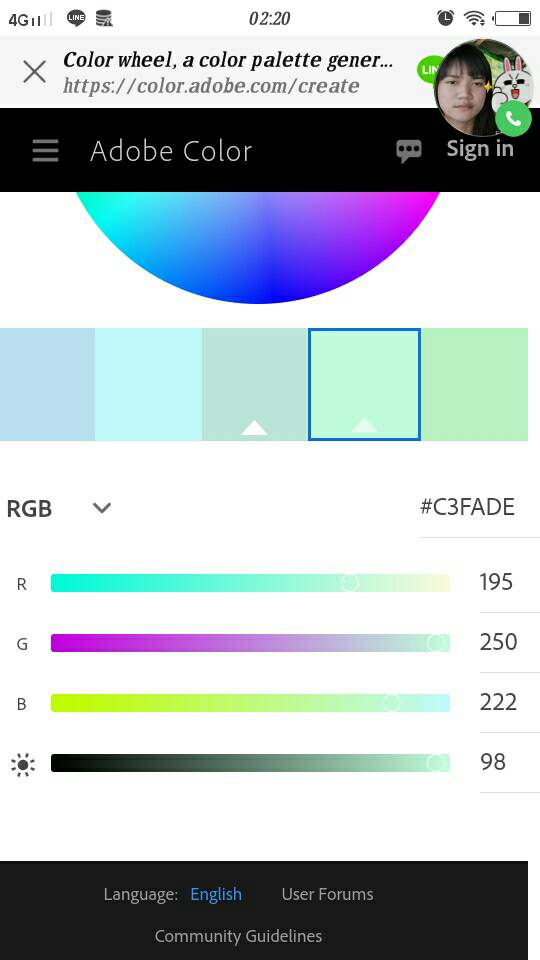 4G LINE 02:20
Color wheel, a color palette gener...
https://color.adobe.com/create
LIN
Adobe Color Sign in
RGB #C3FADE
R 195
G 250
B 222
98
Language: English User Forums
Community Guidelines